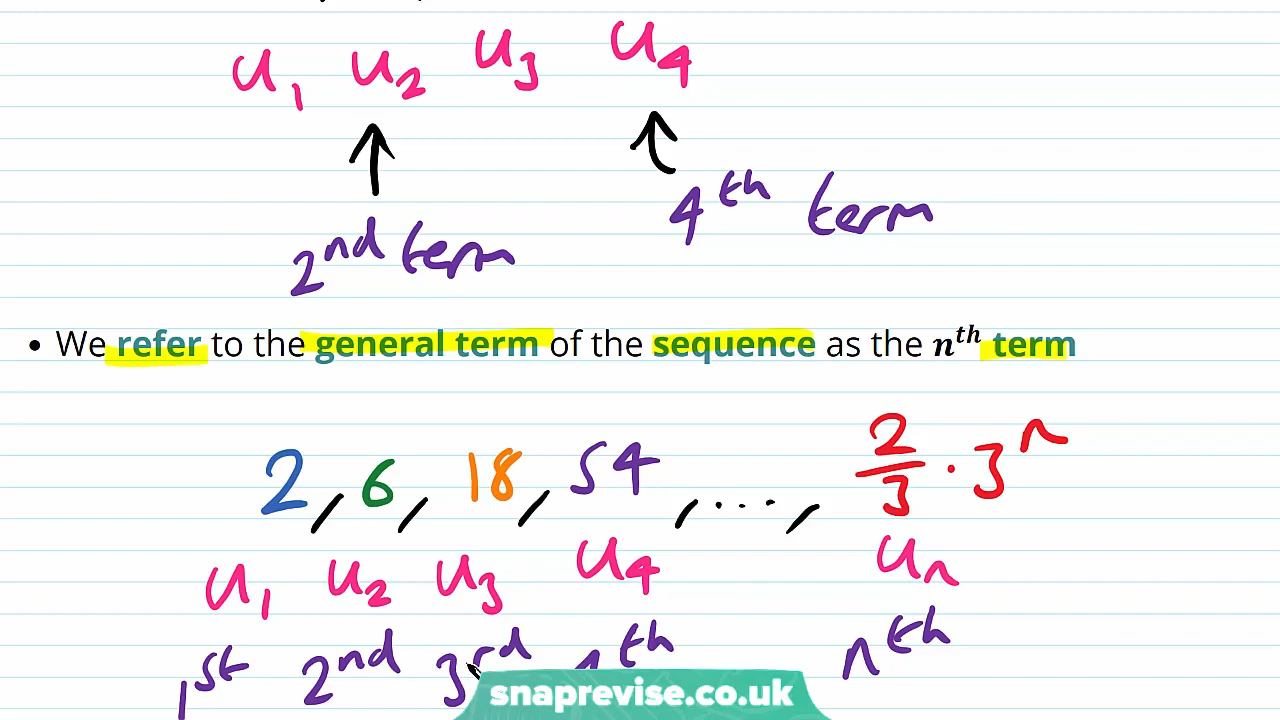 u₁ u₂ u₃ u₄
2ⁿᵈ term 4ᵗʰ term
• We refer to the general term of the sequence as the nᵗʰ term
2, 6, 18, 54, ..., 2/3 · 3ⁿ
u₁ u₂ u₃ u₄ uₙ
1ˢᵗ 2ⁿᵈ 3ʳᵈ 4ᵗʰ nᵗʰ
snaprevise.co.uk